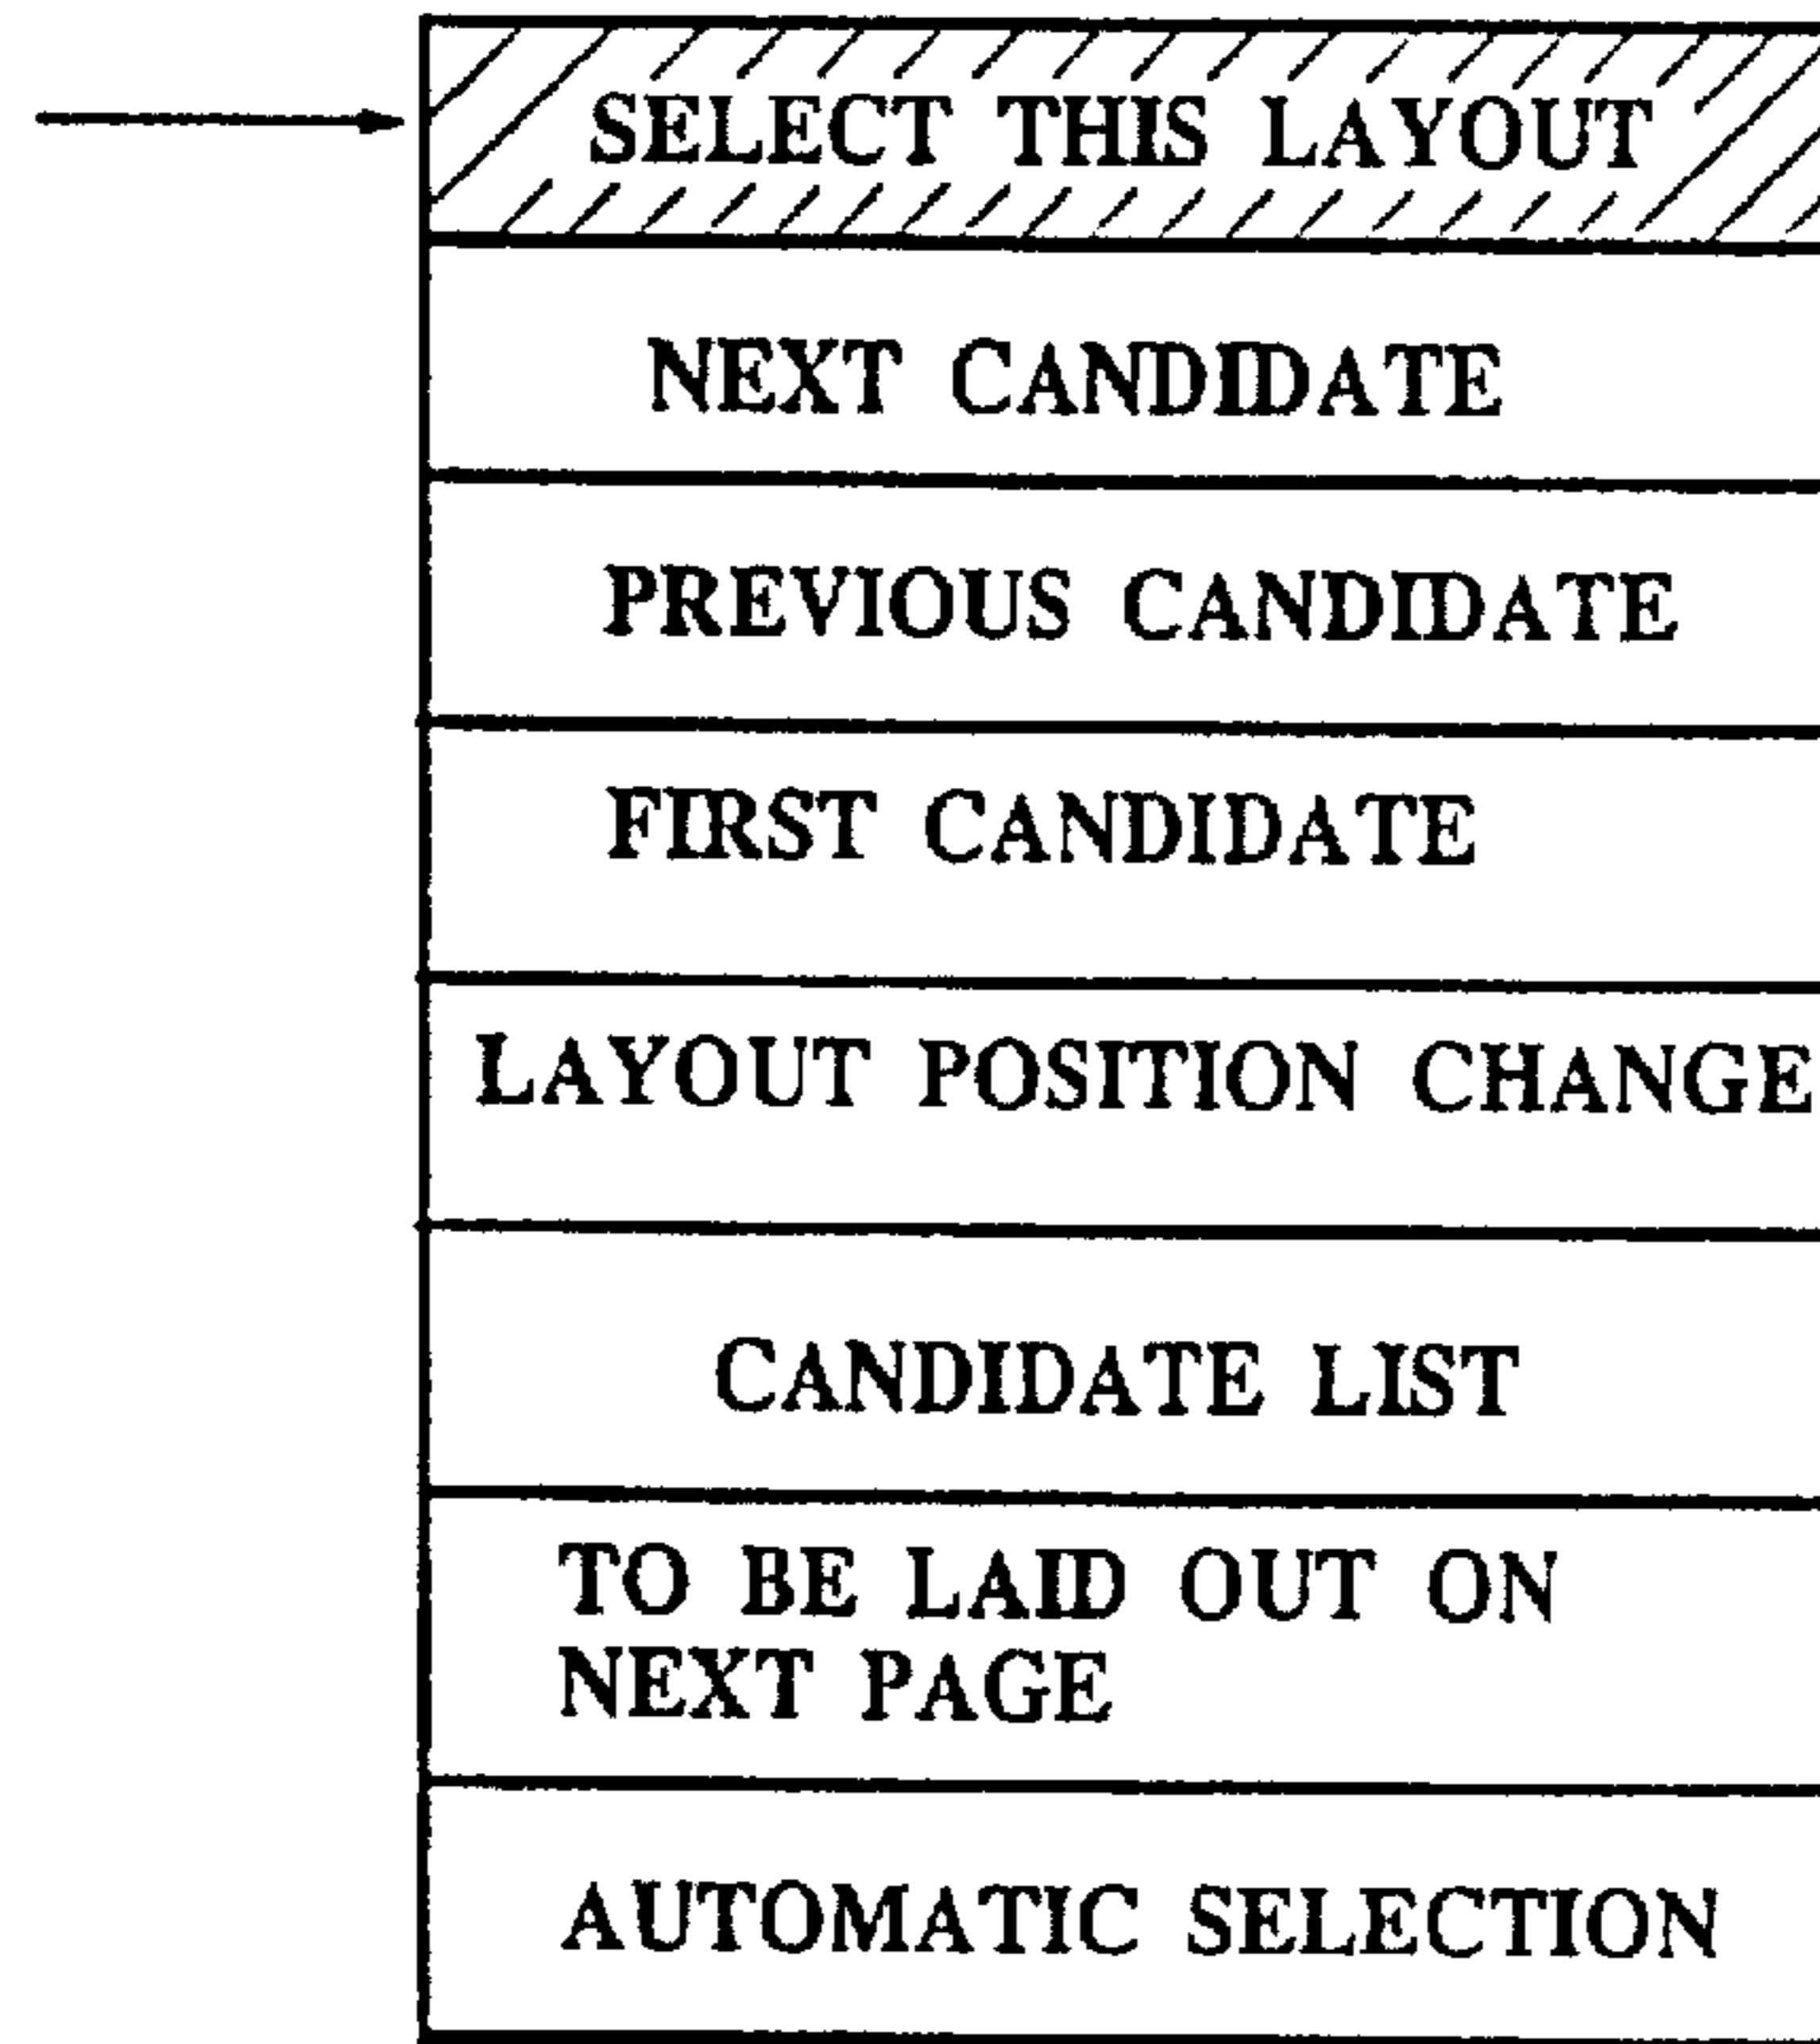 SELECT THIS LAYOUT
NEXT CANDIDATE
PREVIOUS CANDIDATE
FIRST CANDIDATE
LAYOUT POSITION CHANGE
CANDIDATE LIST
TO BE LAID OUT ON
NEXT PAGE
AUTOMATIC SELECTION